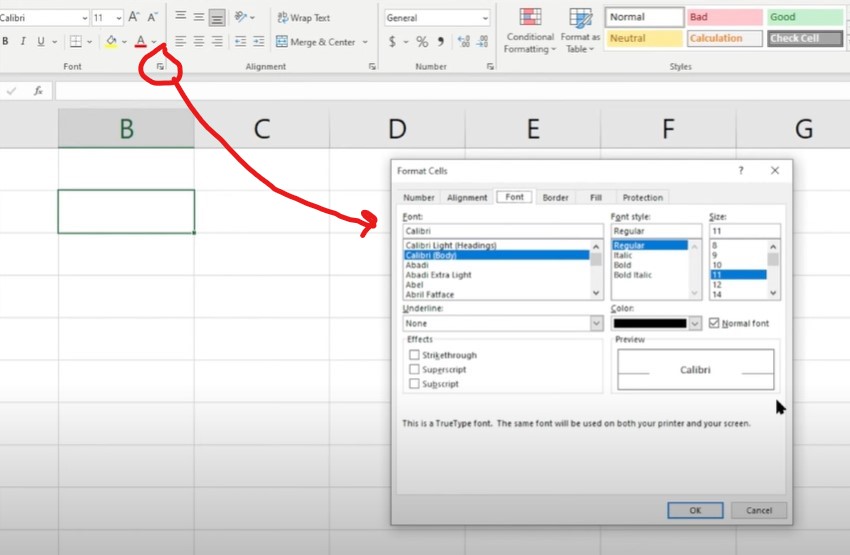 Calibri 11 A^ A˅ Wrap Text General Normal Bad Good
B I U A Merge & Center $ % Conditional Formatting Format as Table Neutral Calculation Check Cell
Font Alignment Number Styles
fx
B C D E F G
Format Cells ? ×
Number Alignment Font Border Fill Protection
Font: Font style: Size:
Calibri Regular 11
Calibri Light (Headings) Regular 8
Calibri (Body) Italic 9
Abadi Bold 10
Abadi Extra Light Bold Italic 11
Abel 12
Abril Fatface 14
Underline: Color:
None Normal font
Effects Preview
Strikethrough
Superscript Calibri
Subscript
This is a TrueType font. The same font will be used on both your printer and your screen.
OK Cancel